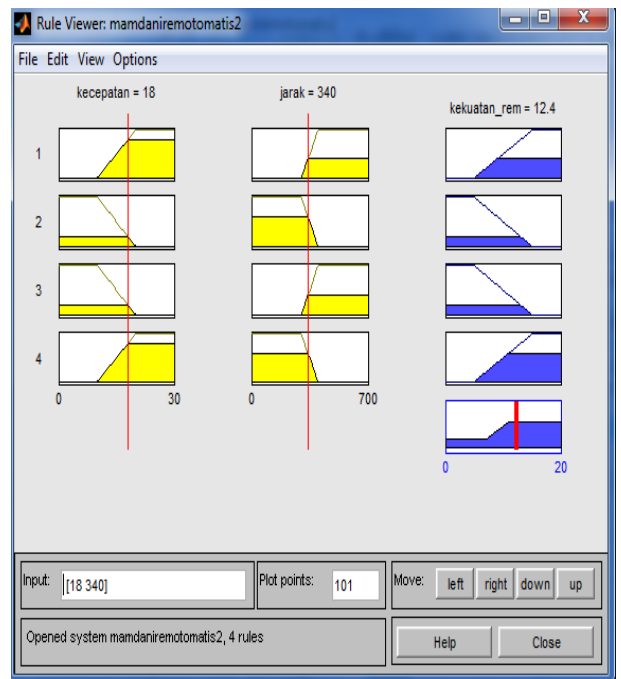 Rule Viewer: mamdaniremotomatis2
File Edit View Options
kecepatan = 18
jarak = 340
kekuatan_rem = 12.4
1
2
3
4
0 30
0 700
0 20
Input: [18 340]
Plot points: 101
Move: left right down up
Opened system mamdaniremotomatis2, 4 rules
Help Close